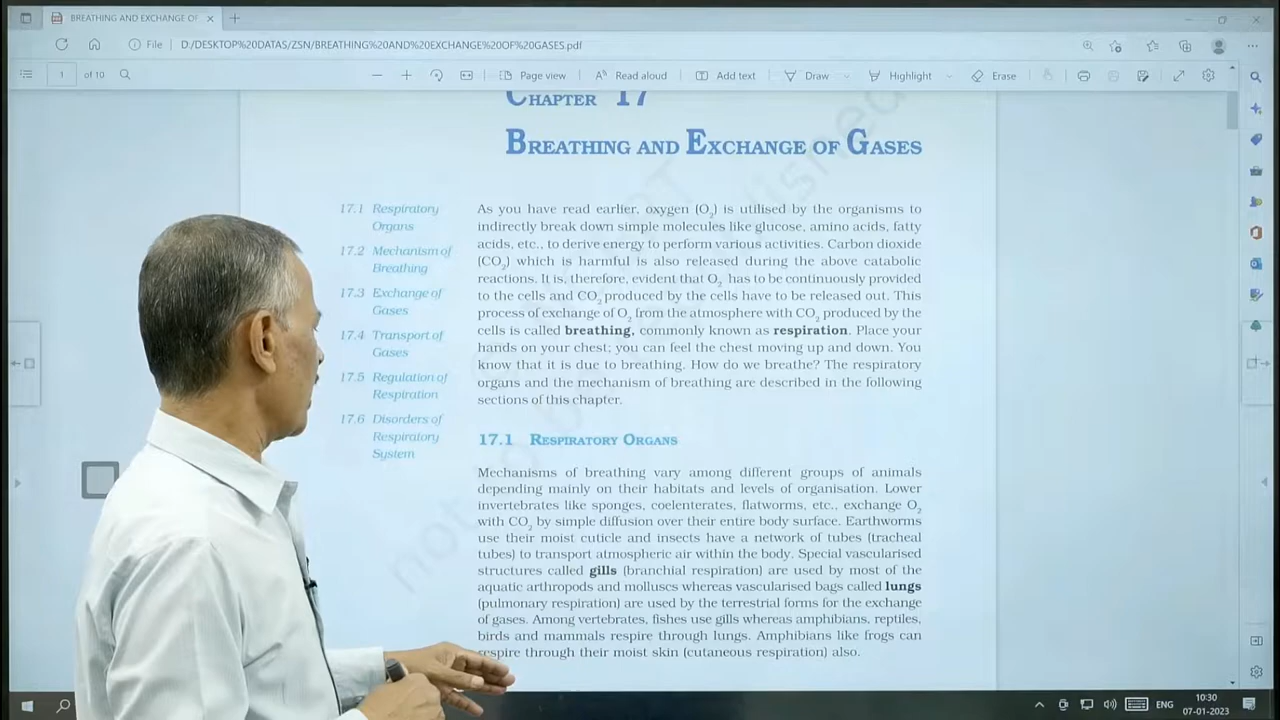 BREATHING AND EXCHANGE OF
File D:/DESKTOP%20DATAS/ZSN/BREATHING%20AND%20EXCHANGE%20OF%20GASES.pdf
1 of 10
Page view
Read aloud
Add text
Draw
Highlight
Erase
CHAPTER 17
BREATHING AND EXCHANGE OF GASES
17.1 Respiratory
Organs
17.2 Mechanism of
Breathing
17.3 Exchange of
Gases
17.4 Transport of
Gases
17.5 Regulation of
Respiration
17.6 Disorders of
Respiratory
System
As you have read earlier, oxygen (O2) is utilised by the organisms to
indirectly break down simple molecules like glucose, amino acids, fatty
acids, etc., to derive energy to perform various activities. Carbon dioxide
(CO2) which is harmful is also released during the above catabolic
reactions. It is, therefore, evident that O2 has to be continuously provided
to the cells and CO2 produced by the cells have to be released out. This
process of exchange of O2 from the atmosphere with CO2 produced by the
cells is called breathing, commonly known as respiration. Place your
hands on your chest; you can feel the chest moving up and down. You
know that it is due to breathing. How do we breathe? The respiratory
organs and the mechanism of breathing are described in the following
sections of this chapter.
17.1 RESPIRATORY ORGANS
Mechanisms of breathing vary among different groups of animals
depending mainly on their habitats and levels of organisation. Lower
invertebrates like sponges, coelenterates, flatworms, etc., exchange O2
with CO2 by simple diffusion over their entire body surface. Earthworms
use their moist cuticle and insects have a network of tubes (tracheal
tubes) to transport atmospheric air within the body. Special vascularised
structures called gills (branchial respiration) are used by most of the
aquatic arthropods and molluscs whereas vascularised bags called lungs
(pulmonary respiration) are used by the terrestrial forms for the exchange
of gases. Among vertebrates, fishes use gills whereas amphibians, reptiles,
birds and mammals respire through lungs. Amphibians like frogs can
respire through their moist skin (cutaneous respiration) also.
ENG
10:30
07-01-2023